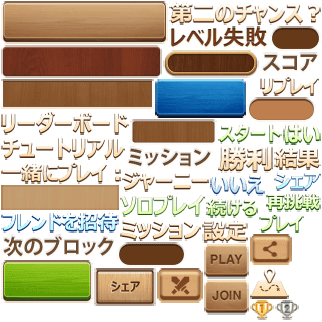 第二のチャンス？
レベル失敗
スコア
リプレイ
リーダーボード
スタート はい
チュートリアル
ミッション
勝利 結果
一緒にプレイ：
ジャーニー
いいえ
シェア
ソロプレイ
続ける
再挑戦
フレンドを招待
ミッション
設定
プレイ
次のブロック
PLAY
シェア
JOIN
1
2